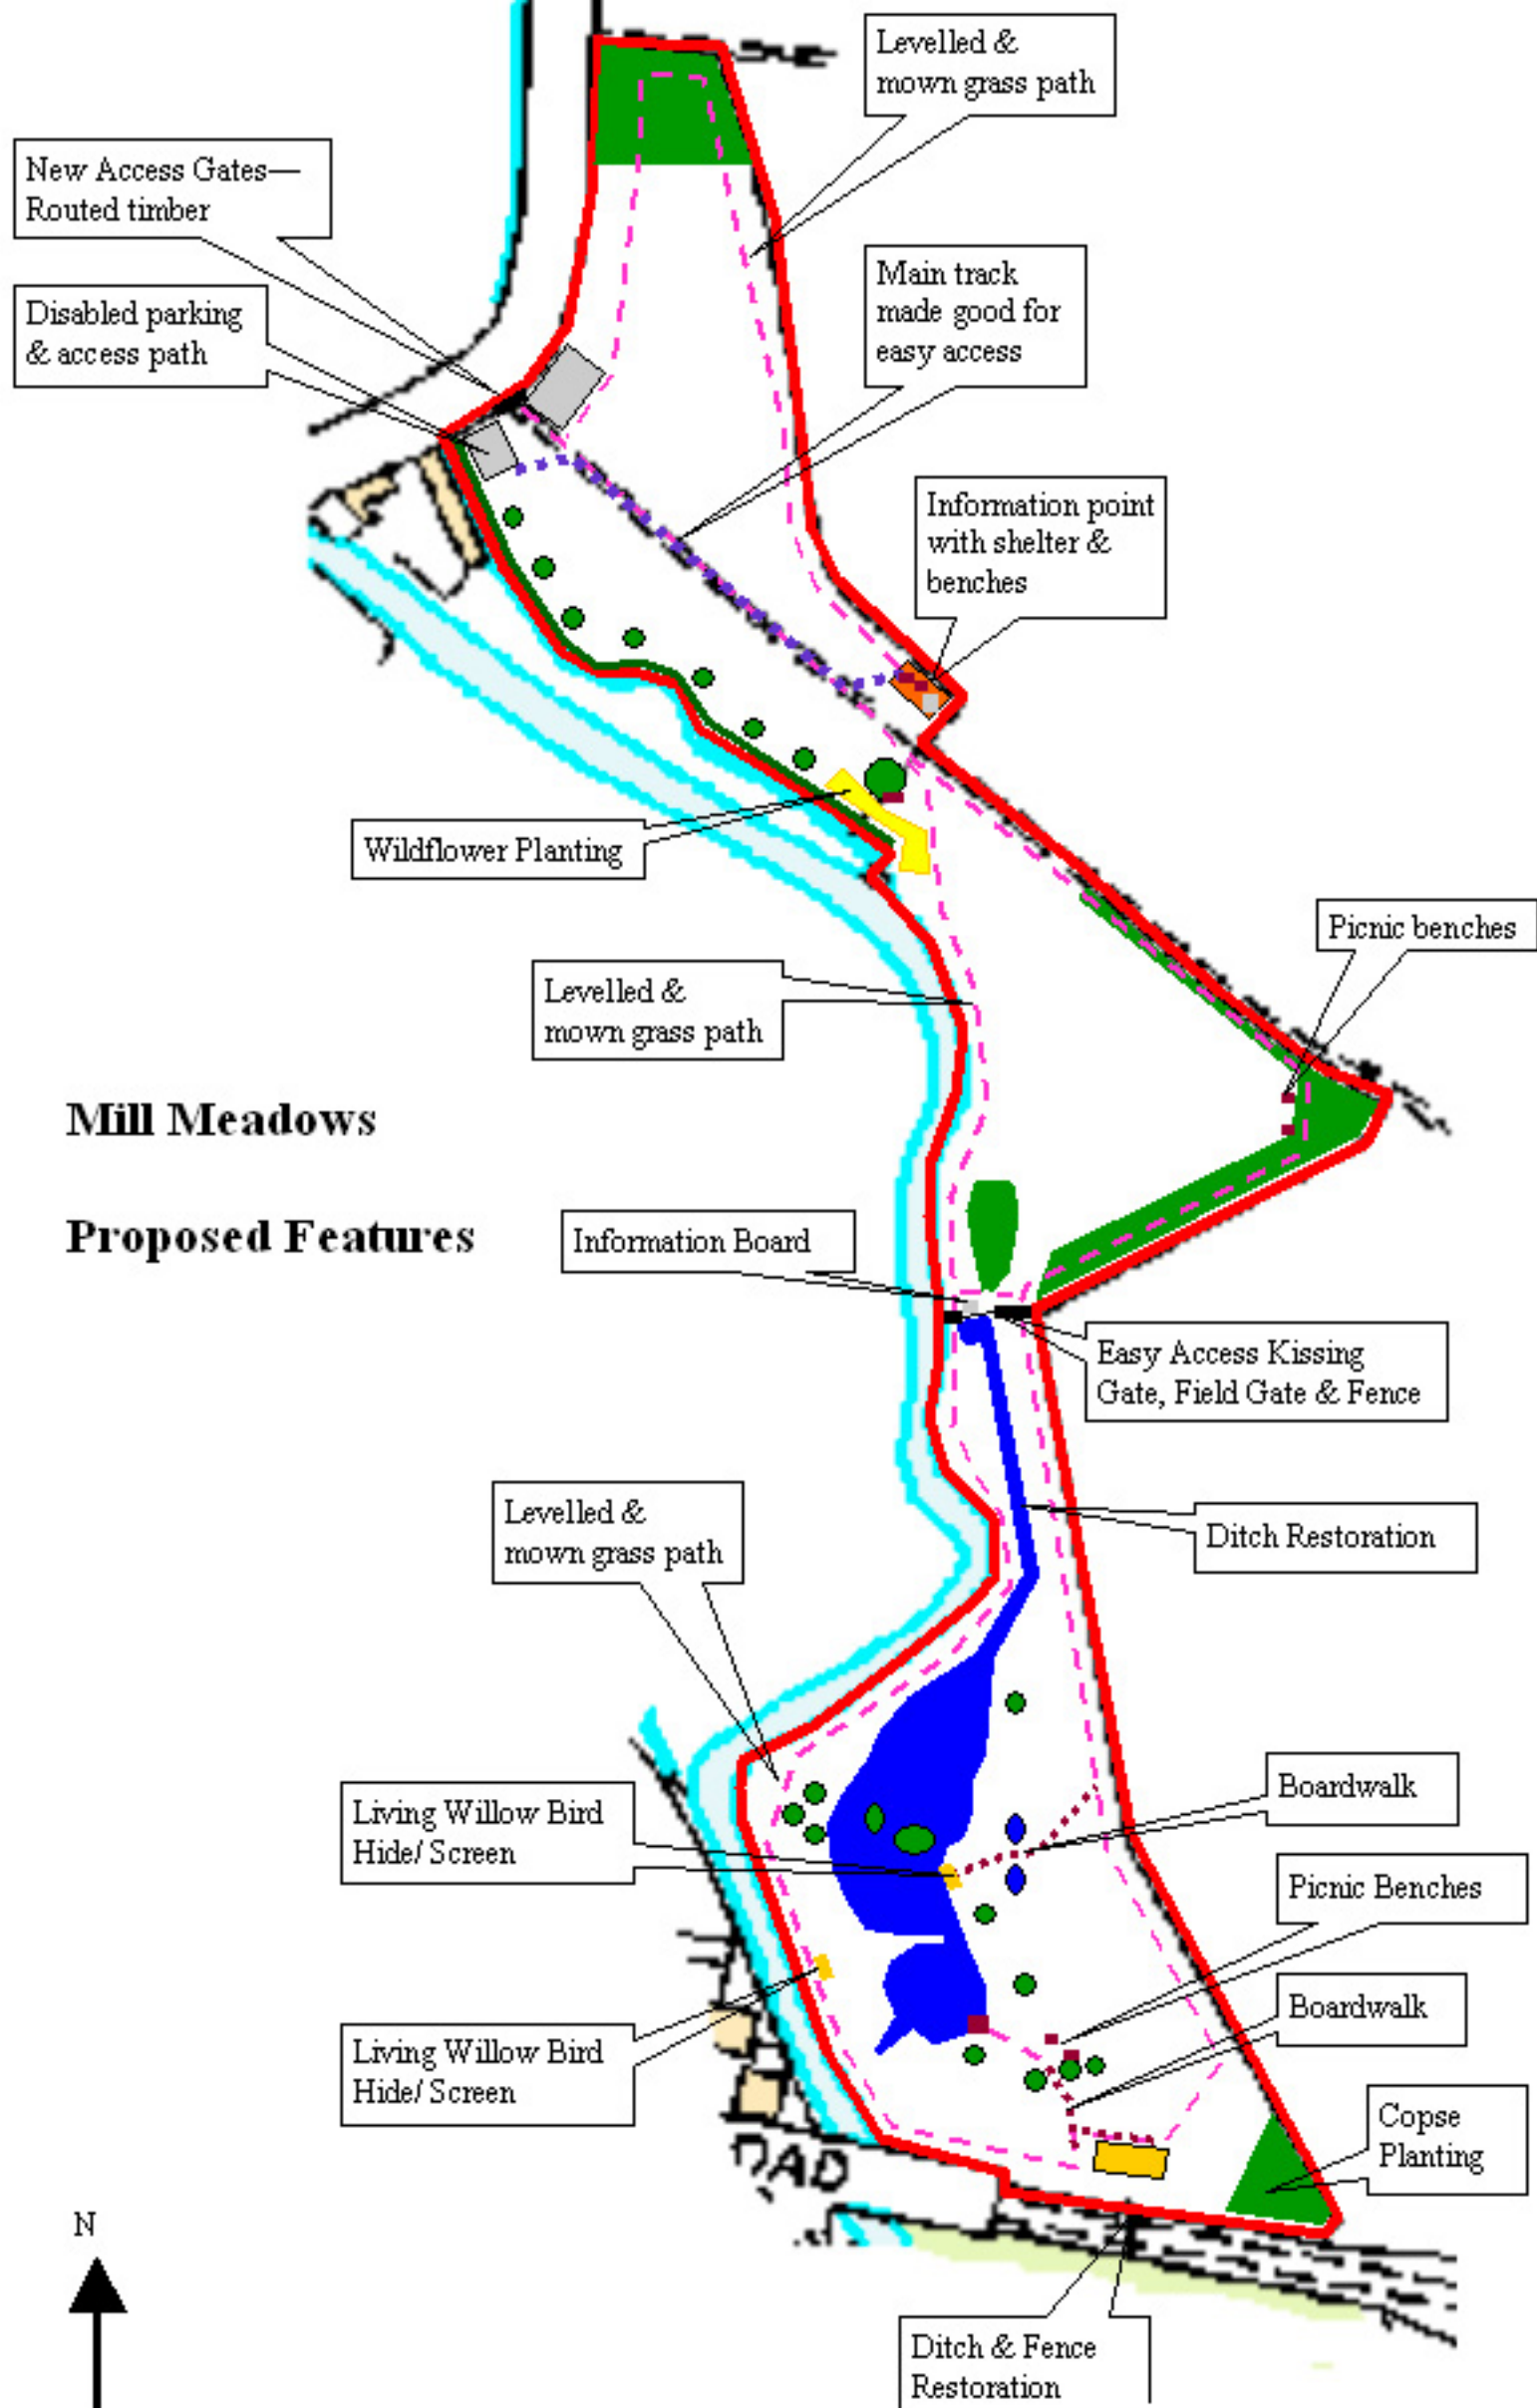 Levelled &
mown grass path
New Access Gates—
Routed timber
Main track
made good for
easy access
Disabled parking
& access path
Information point
with shelter &
benches
Wildflower Planting
Picnic benches
Levelled &
mown grass path
Mill Meadows
Proposed Features
Information Board
Easy Access Kissing
Gate, Field Gate & Fence
Levelled &
mown grass path
Ditch Restoration
Boardwalk
Living Willow Bird
Hide/ Screen
Picnic Benches
Boardwalk
Living Willow Bird
Hide/ Screen
Copse
Planting
N
Ditch & Fence
Restoration